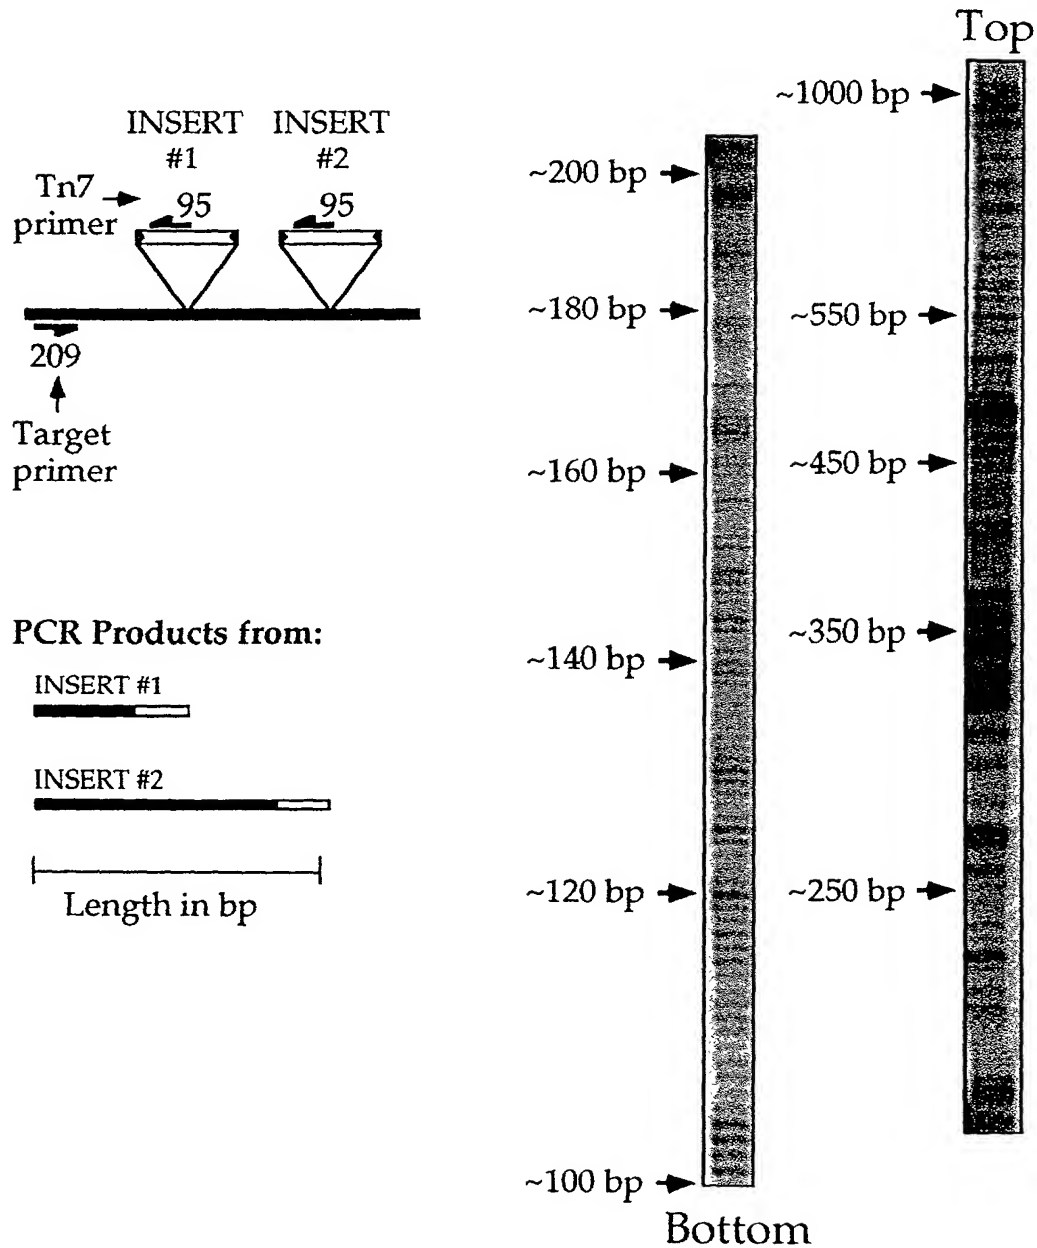 INSERT INSERT
#1 #2
Tn7 primer
95 95
209
Target primer
PCR Products from:
INSERT #1
INSERT #2
Length in bp
~200 bp
~180 bp
~160 bp
~140 bp
~120 bp
~100 bp
Bottom
Top
~1000 bp
~550 bp
~450 bp
~350 bp
~250 bp